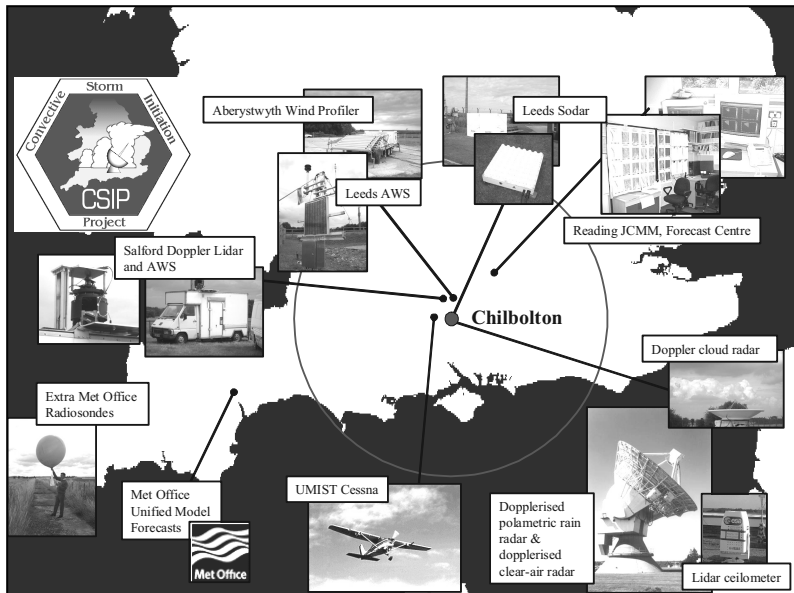 Convective
Storm
Initiation
CSIP
Project
Aberystwyth Wind Profiler
Leeds Sodar
Leeds AWS
Reading JCMM, Forecast Centre
Salford Doppler Lidar
and AWS
Chilbolton
Doppler cloud radar
Extra Met Office
Radiosondes
Met Office
Unified Model
Forecasts
Met Office
UMIST Cessna
Dopplerised
polametric rain
radar &
dopplerised
clear-air radar
Lidar ceilometer